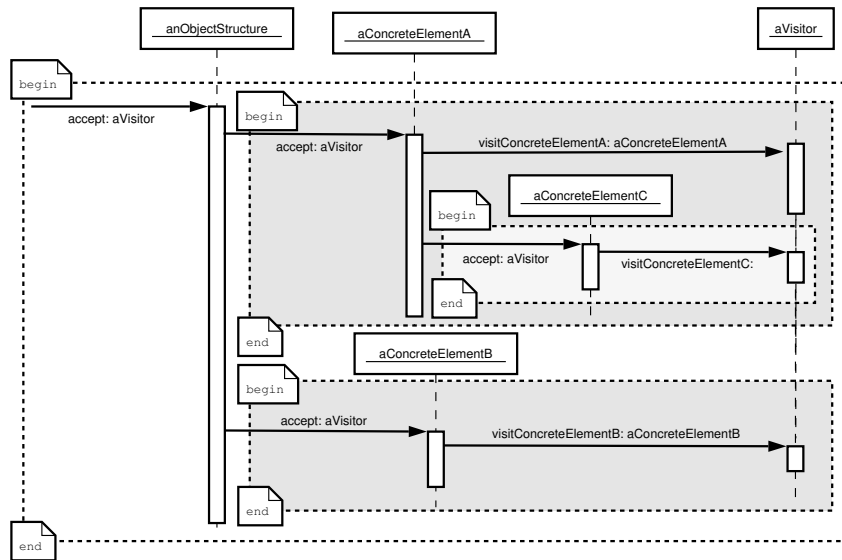 anObjectStructure
aConcreteElementA
aVisitor
begin
accept: aVisitor
begin
accept: aVisitor
visitConcreteElementA: aConcreteElementA
begin
aConcreteElementC
accept: aVisitor
visitConcreteElementC:
end
end
aConcreteElementB
begin
accept: aVisitor
visitConcreteElementB: aConcreteElementB
end
end